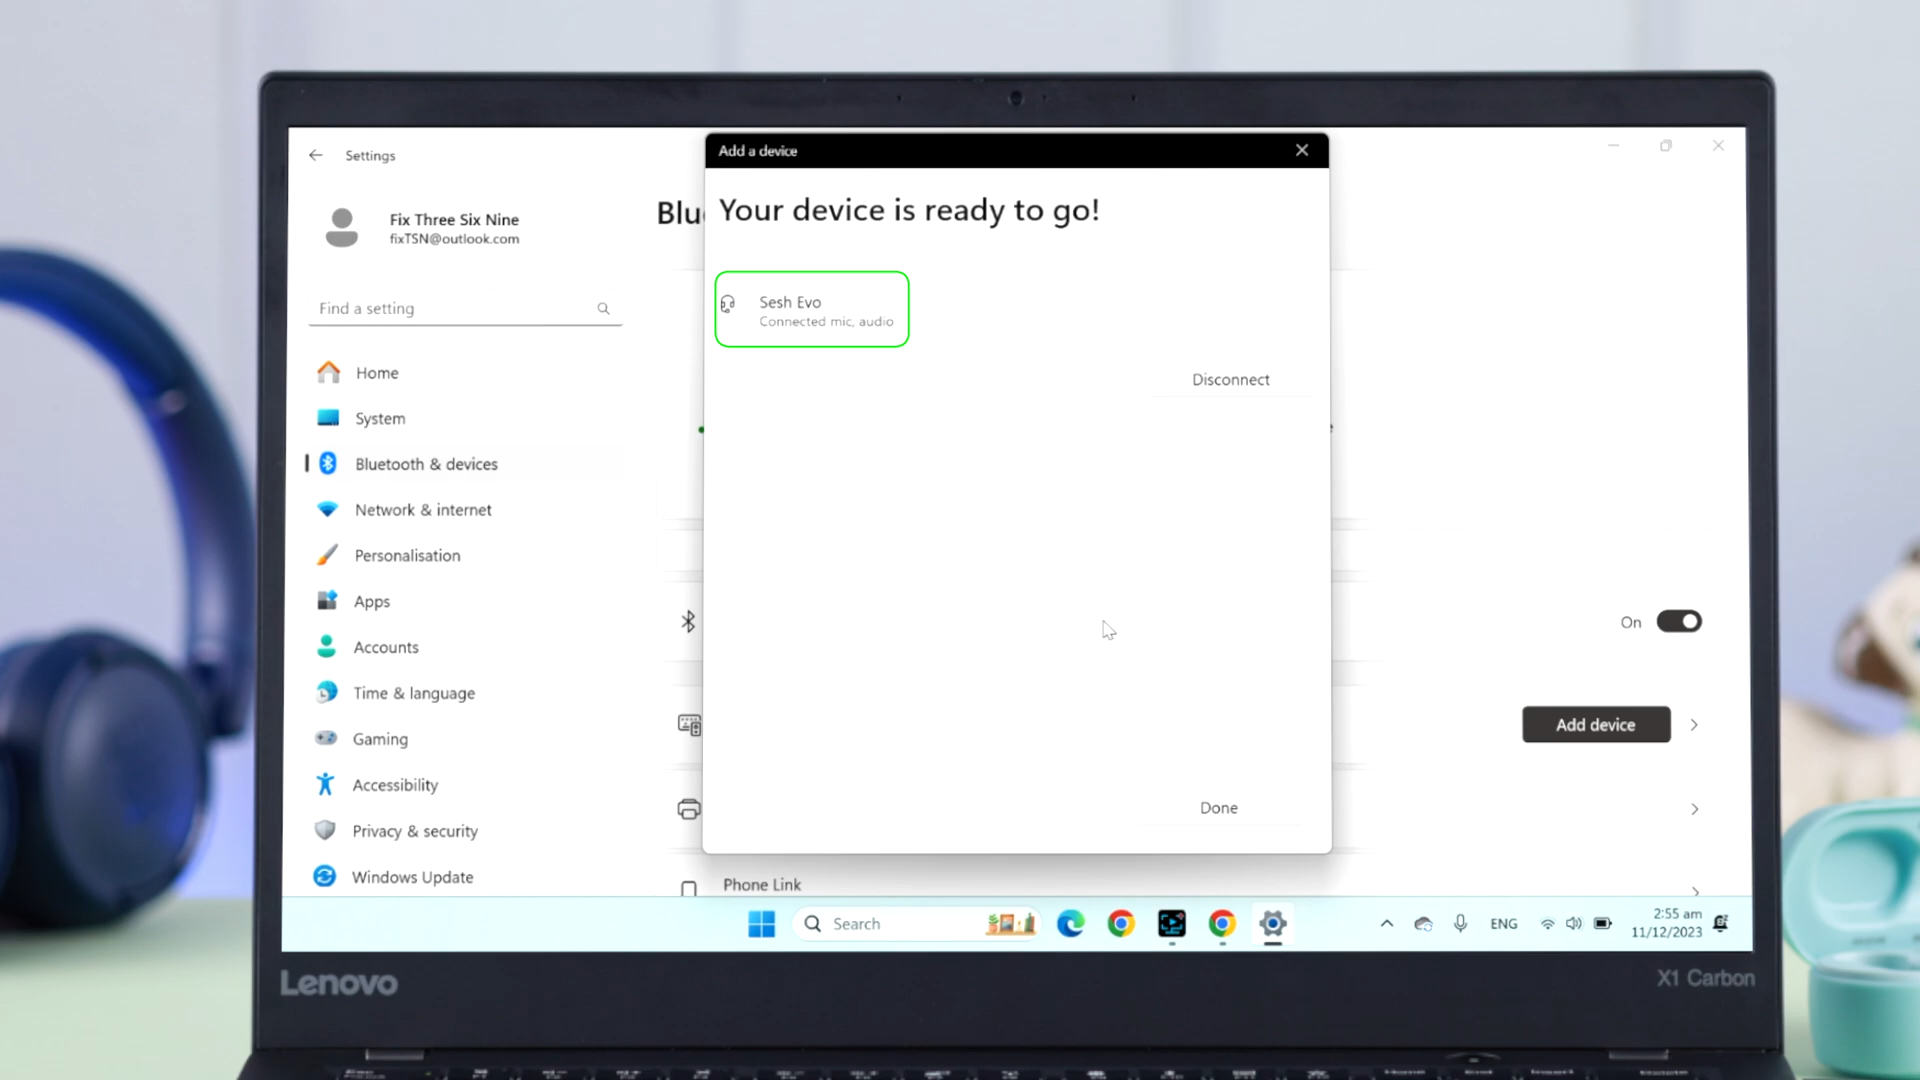 Settings
Fix Three Six Nine
fixTSN@outlook.com
Find a setting
Home
System
Bluetooth & devices
Network & internet
Personalisation
Apps
Accounts
Time & language
Gaming
Accessibility
Privacy & security
Windows Update
Blu
Add a device
Your device is ready to go!
Sesh Evo
Connected mic, audio
Disconnect
Done
On
Add device
Phone Link
Search
ENG
2:55 am
11/12/2023
Lenovo
X1 Carbon